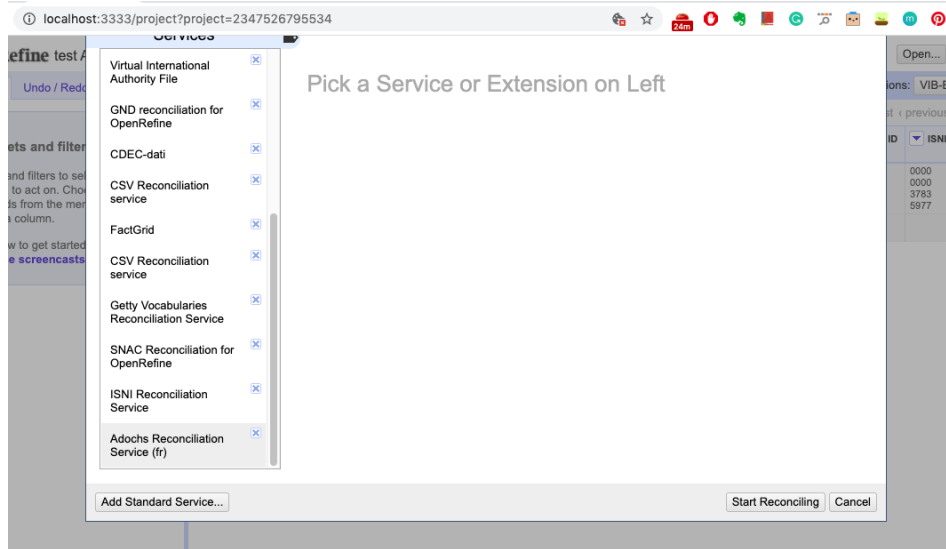 localhost:3333/project?project=2347526795534
24m
Services
efine test A
Open...
Undo / Redo
ions: VIB-E
st ‹ previous
ID
ISNI
0000
0000
3783
5977
ets and filter
and filters to sel
to act on. Choo
ds from the mer
a column.
w to get started
e screencasts
Virtual International
Authority File
GND reconciliation for
OpenRefine
CDEC-dati
CSV Reconciliation
service
FactGrid
CSV Reconciliation
service
Getty Vocabularies
Reconciliation Service
SNAC Reconciliation for
OpenRefine
ISNI Reconciliation
Service
Adochs Reconciliation
Service (fr)
Pick a Service or Extension on Left
Add Standard Service...
Start Reconciling
Cancel